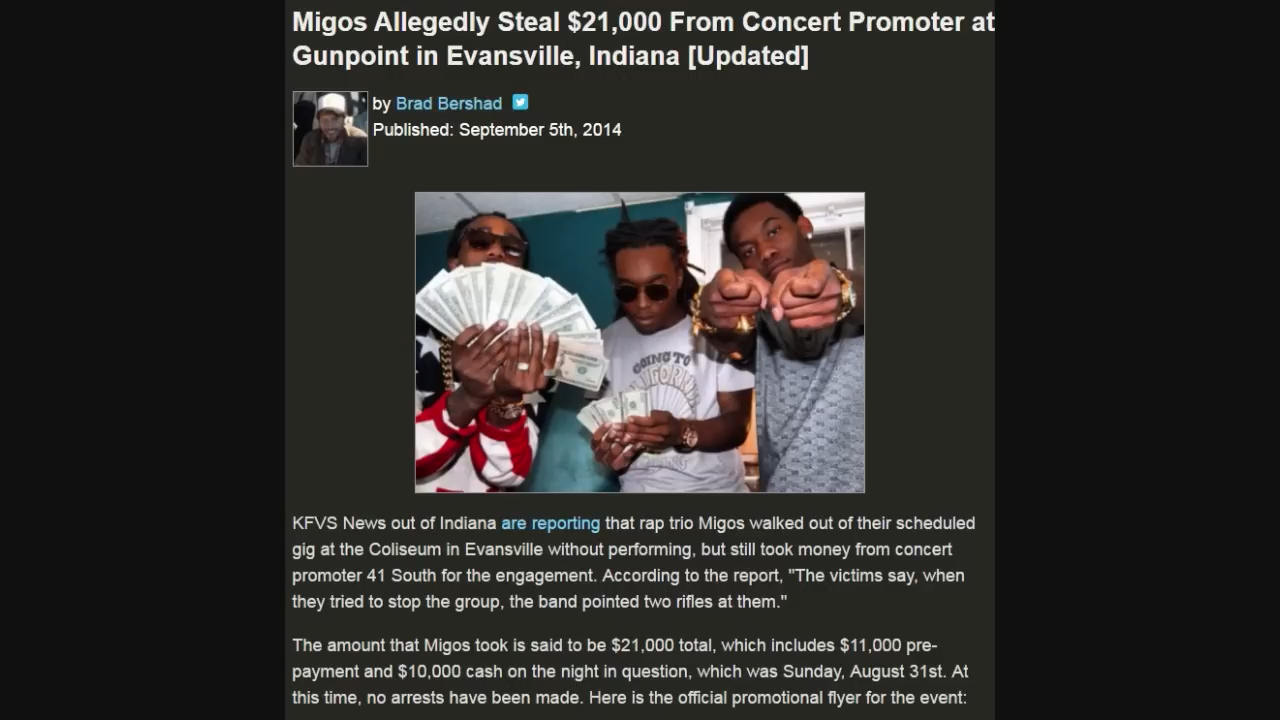 Migos Allegedly Steal $21,000 From Concert Promoter at
Gunpoint in Evansville, Indiana [Updated]
by Brad Bershad
Published: September 5th, 2014
GOING TO
KFVS News out of Indiana are reporting that rap trio Migos walked out of their scheduled
gig at the Coliseum in Evansville without performing, but still took money from concert
promoter 41 South for the engagement. According to the report, "The victims say, when
they tried to stop the group, the band pointed two rifles at them."
The amount that Migos took is said to be $21,000 total, which includes $11,000 pre-
payment and $10,000 cash on the night in question, which was Sunday, August 31st. At
this time, no arrests have been made. Here is the official promotional flyer for the event: